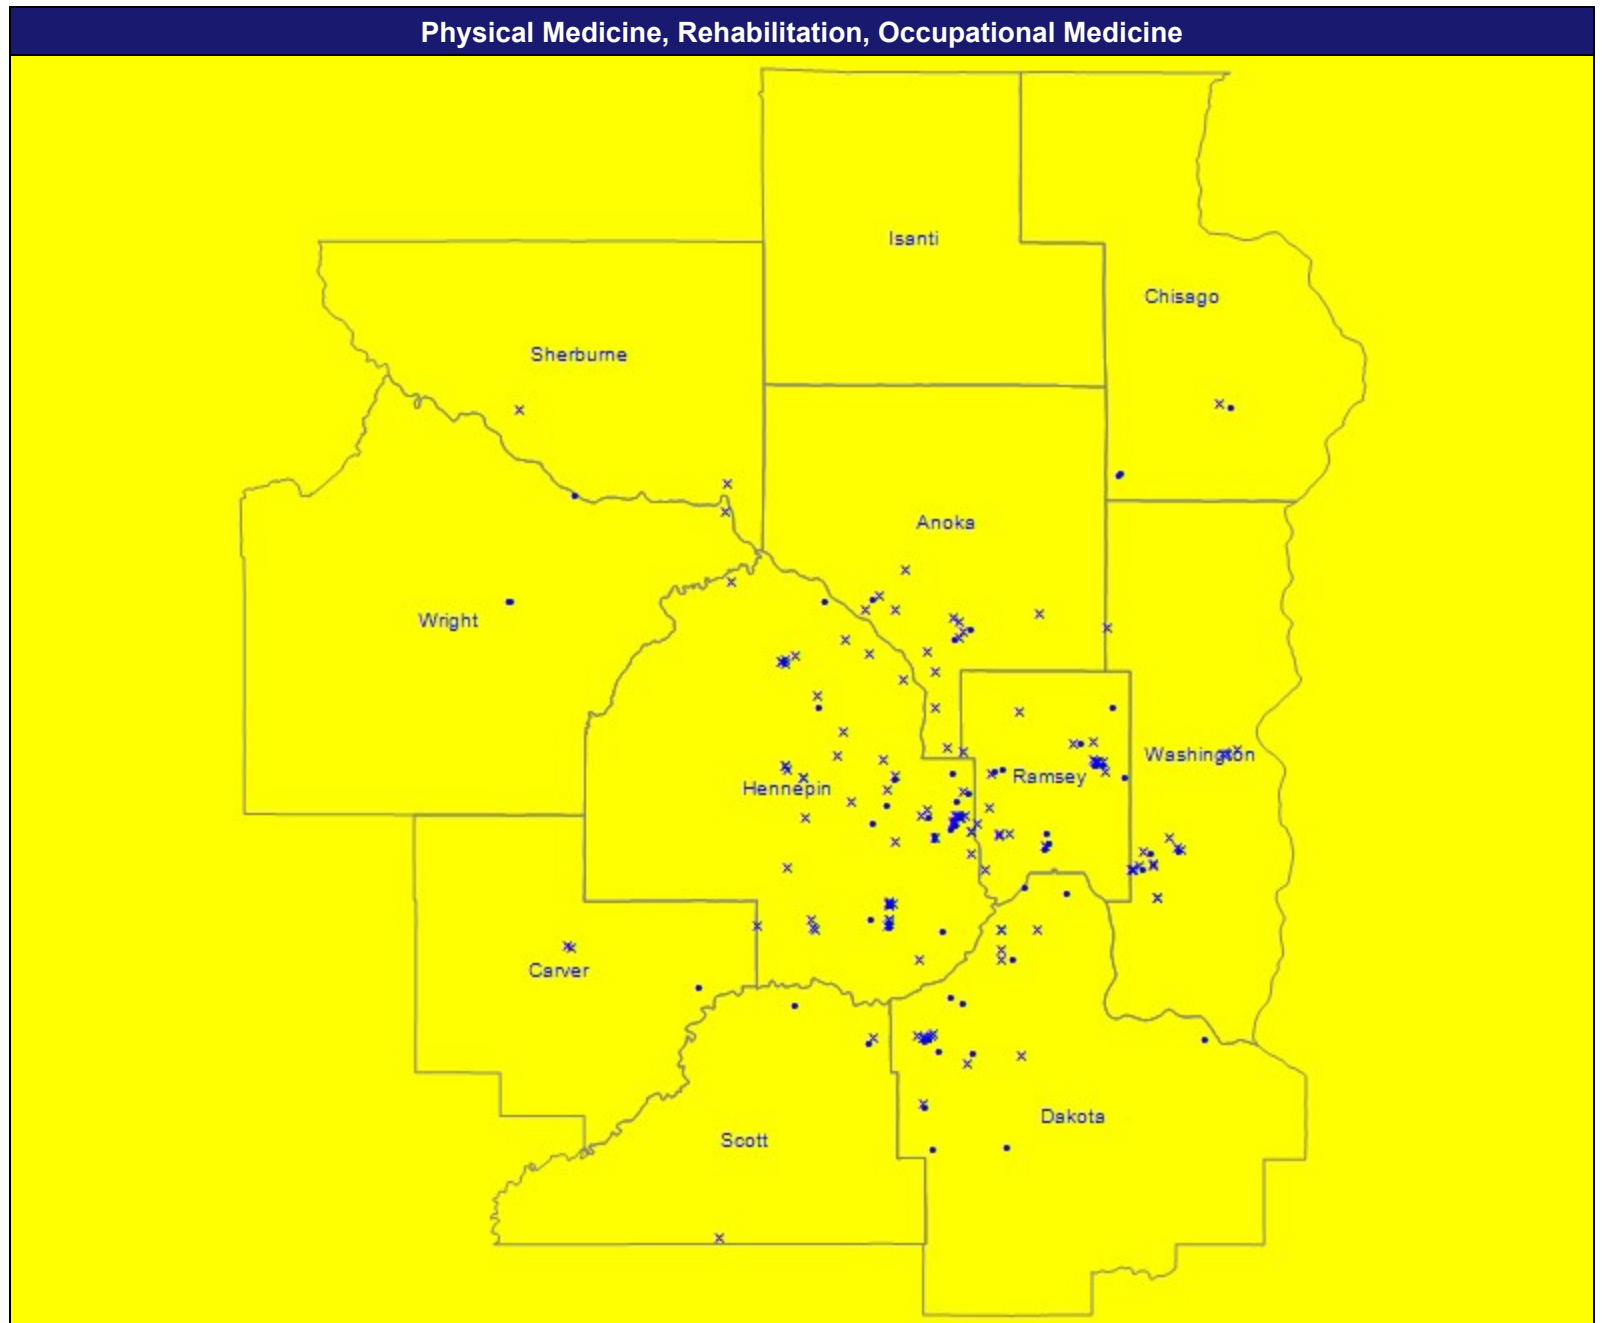 Physical Medicine, Rehabilitation, Occupational Medicine
Isanti
Chisago
Sherburne
Anoka
Wright
Washington
Ramsey
Hennepin
Carver
Dakota
Scott